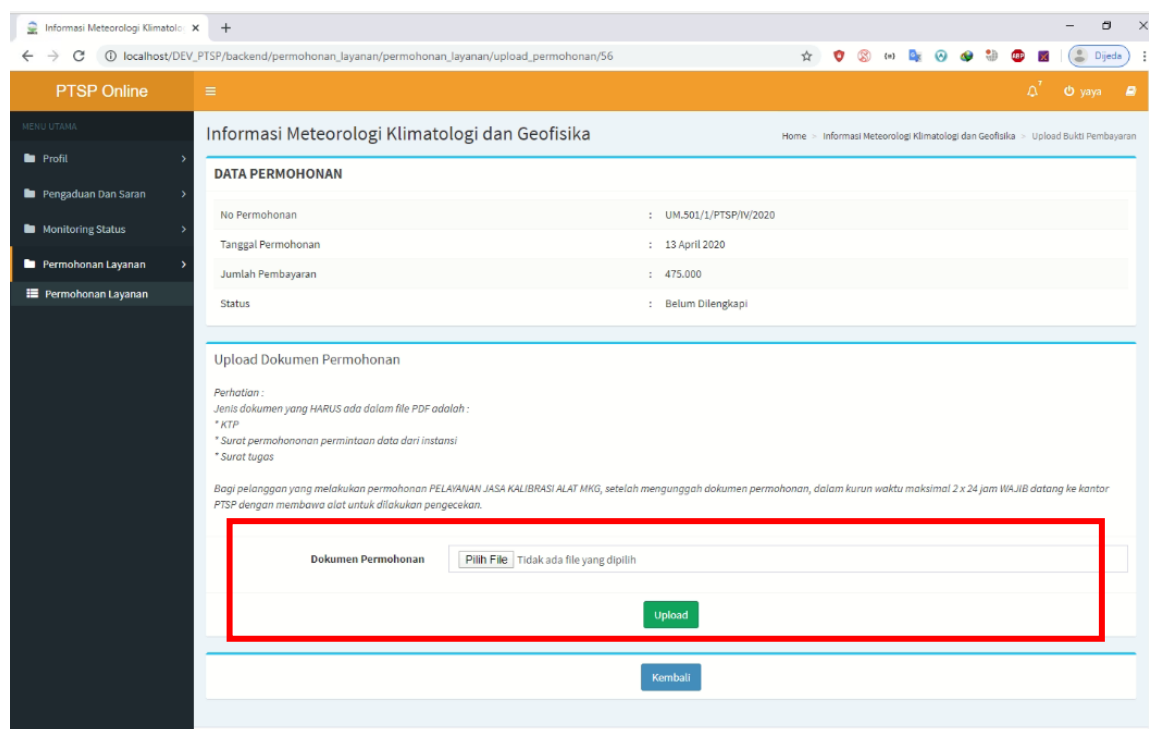 Informasi Meteorologi Klimatolo
localhost/DEV_PTSP/backend/permohonan_layanan/permohonan_layanan/upload_permohonan/56
Dijeda
PTSP Online
7
yaya
MENU UTAMA
Profil
Pengaduan Dan Saran
Monitoring Status
Permohonan Layanan
Permohonan Layanan
Informasi Meteorologi Klimatologi dan Geofisika
Home > Informasi Meteorologi Klimatologi dan Geofisika > Upload Bukti Pembayaran
DATA PERMOHONAN
No Permohonan : UM.501/1/PTSP/IV/2020
Tanggal Permohonan : 13 April 2020
Jumlah Pembayaran : 475.000
Status : Belum Dilengkapi
Upload Dokumen Permohonan
Perhatian :
Jenis dokumen yang HARUS ada dalam file PDF adalah :
* KTP
* Surat permohononan permintaan data dari instansi
* Surat tugas
Bagi pelanggan yang melakukan permohonan PELAYANAN JASA KALIBRASI ALAT MKG, setelah mengunggah dokumen permohonan, dalam kurun waktu maksimal 2 x 24 jam WAJIB datang ke kantor
PTSP dengan membawa alat untuk dilakukan pengecekan.
Dokumen Permohonan Pilih File Tidak ada file yang dipilih
Upload
Kembali